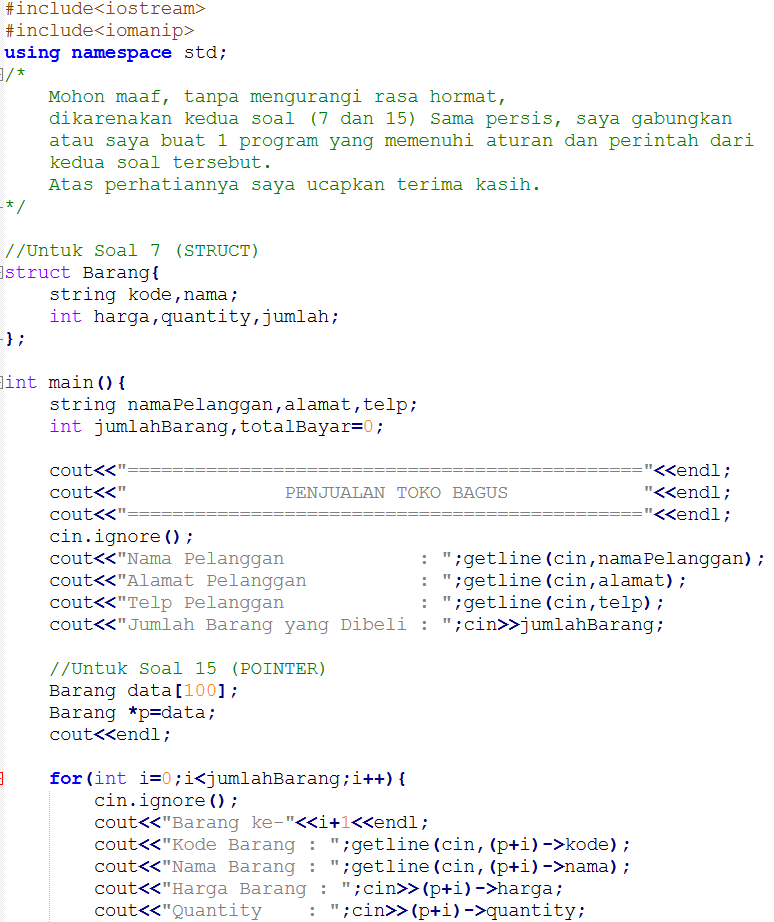 #include<iostream>
#include<iomanip>
using namespace std;
/*
    Mohon maaf, tanpa mengurangi rasa hormat,
    dikarenakan kedua soal (7 dan 15) Sama persis, saya gabungkan
    atau saya buat 1 program yang memenuhi aturan dan perintah dari
    kedua soal tersebut.
    Atas perhatiannya saya ucapkan terima kasih.
*/

//Untuk Soal 7 (STRUCT)
struct Barang{
    string kode,nama;
    int harga,quantity,jumlah;
};

int main(){
    string namaPelanggan,alamat,telp;
    int jumlahBarang,totalBayar=0;

    cout<<"=============================================="<<endl;
    cout<<"              PENJUALAN TOKO BAGUS            "<<endl;
    cout<<"=============================================="<<endl;
    cin.ignore();
    cout<<"Nama Pelanggan            : ";getline(cin,namaPelanggan);
    cout<<"Alamat Pelanggan          : ";getline(cin,alamat);
    cout<<"Telp Pelanggan            : ";getline(cin,telp);
    cout<<"Jumlah Barang yang Dibeli : ";cin>>jumlahBarang;

    //Untuk Soal 15 (POINTER)
    Barang data[100];
    Barang *p=data;
    cout<<endl;

    for(int i=0;i<jumlahBarang;i++){
        cin.ignore();
        cout<<"Barang ke-"<<i+1<<endl;
        cout<<"Kode Barang : ";getline(cin,(p+i)->kode);
        cout<<"Nama Barang : ";getline(cin,(p+i)->nama);
        cout<<"Harga Barang : ";cin>>(p+i)->harga;
        cout<<"Quantity    : ";cin>>(p+i)->quantity;